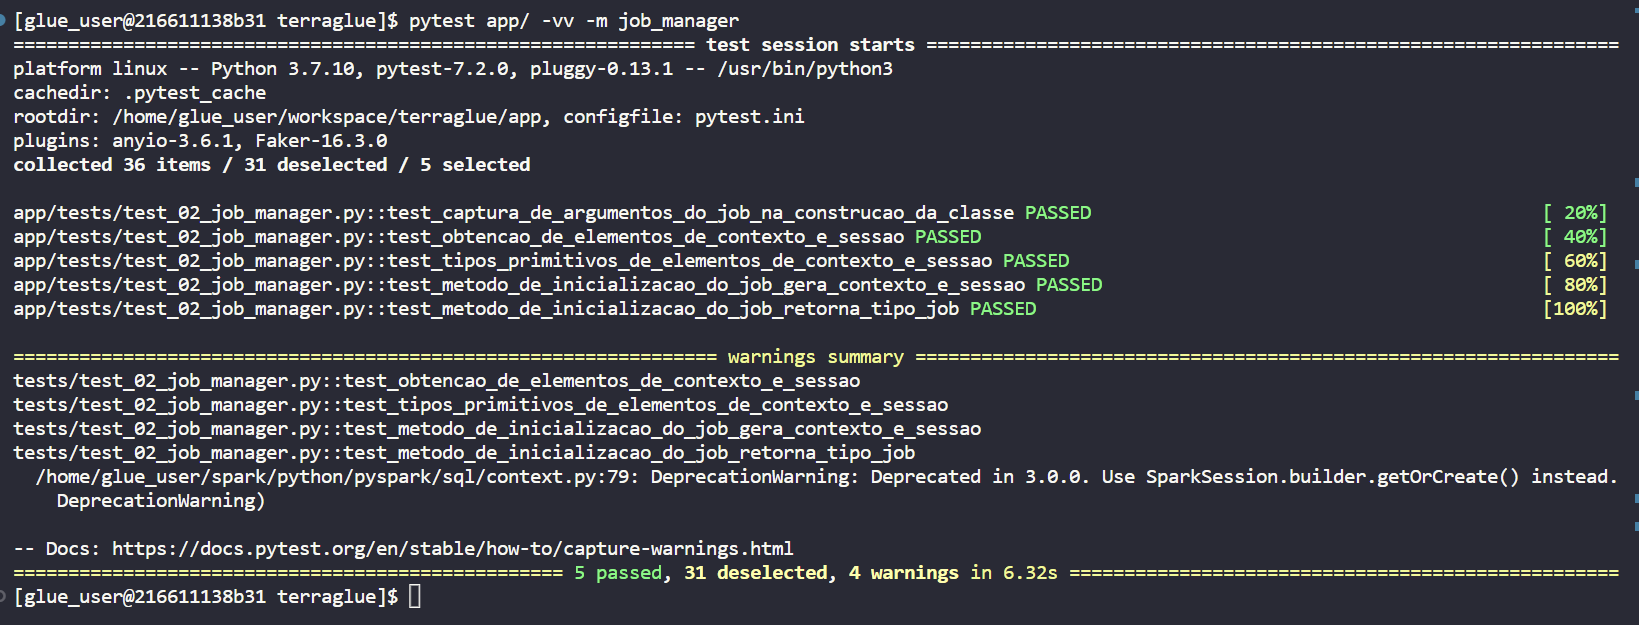 [glue_user@216611138b31 terraglue]$ pytest app/ -vv -m job_manager
============================================================== test session starts ===============================================================
platform linux -- Python 3.7.10, pytest-7.2.0, pluggy-0.13.1 -- /usr/bin/python3
cachedir: .pytest_cache
rootdir: /home/glue_user/workspace/terraglue/app, configfile: pytest.ini
plugins: anyio-3.6.1, Faker-16.3.0
collected 36 items / 31 deselected / 5 selected
app/tests/test_02_job_manager.py::test_captura_de_argumentos_do_job_na_construcao_da_classe PASSED [ 20%]
app/tests/test_02_job_manager.py::test_obtencao_de_elementos_de_contexto_e_sessao PASSED [ 40%]
app/tests/test_02_job_manager.py::test_tipos_primitivos_de_elementos_de_contexto_e_sessao PASSED [ 60%]
app/tests/test_02_job_manager.py::test_metodo_de_inicializacao_do_job_gera_contexto_e_sessao PASSED [ 80%]
app/tests/test_02_job_manager.py::test_metodo_de_inicializacao_do_job_retorna_tipo_job PASSED [100%]
================================================================ warnings summary ================================================================
tests/test_02_job_manager.py::test_obtencao_de_elementos_de_contexto_e_sessao
tests/test_02_job_manager.py::test_tipos_primitivos_de_elementos_de_contexto_e_sessao
tests/test_02_job_manager.py::test_metodo_de_inicializacao_do_job_gera_contexto_e_sessao
tests/test_02_job_manager.py::test_metodo_de_inicializacao_do_job_retorna_tipo_job
/home/glue_user/spark/python/pyspark/sql/context.py:79: DeprecationWarning: Deprecated in 3.0.0. Use SparkSession.builder.getOrCreate() instead.
DeprecationWarning)
-- Docs: https://docs.pytest.org/en/stable/how-to/capture-warnings.html
================================================== 5 passed, 31 deselected, 4 warnings in 6.32s ==================================================
[glue_user@216611138b31 terraglue]$